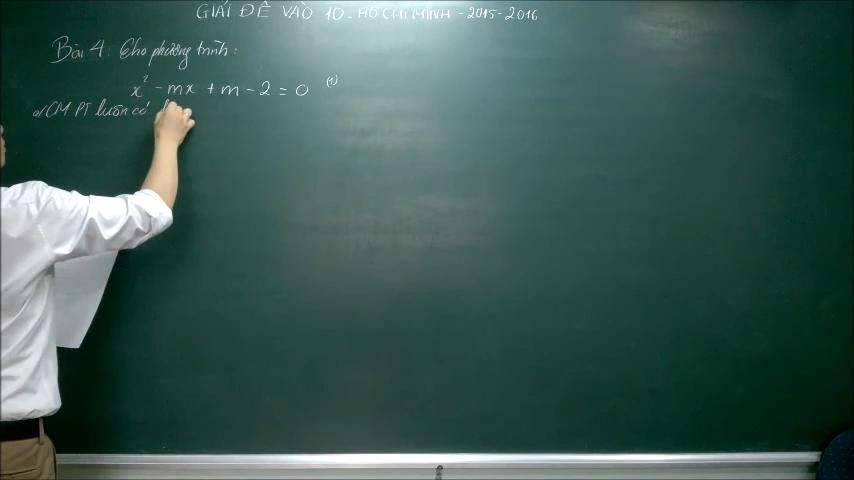 GIẢI ĐỀ VÀO 10 - HỒ CHÍ MINH - 2015-2016
Bài 4: Cho phương trình:
x² - mx + m - 2 = 0 (1)
a/ CM PT luôn có